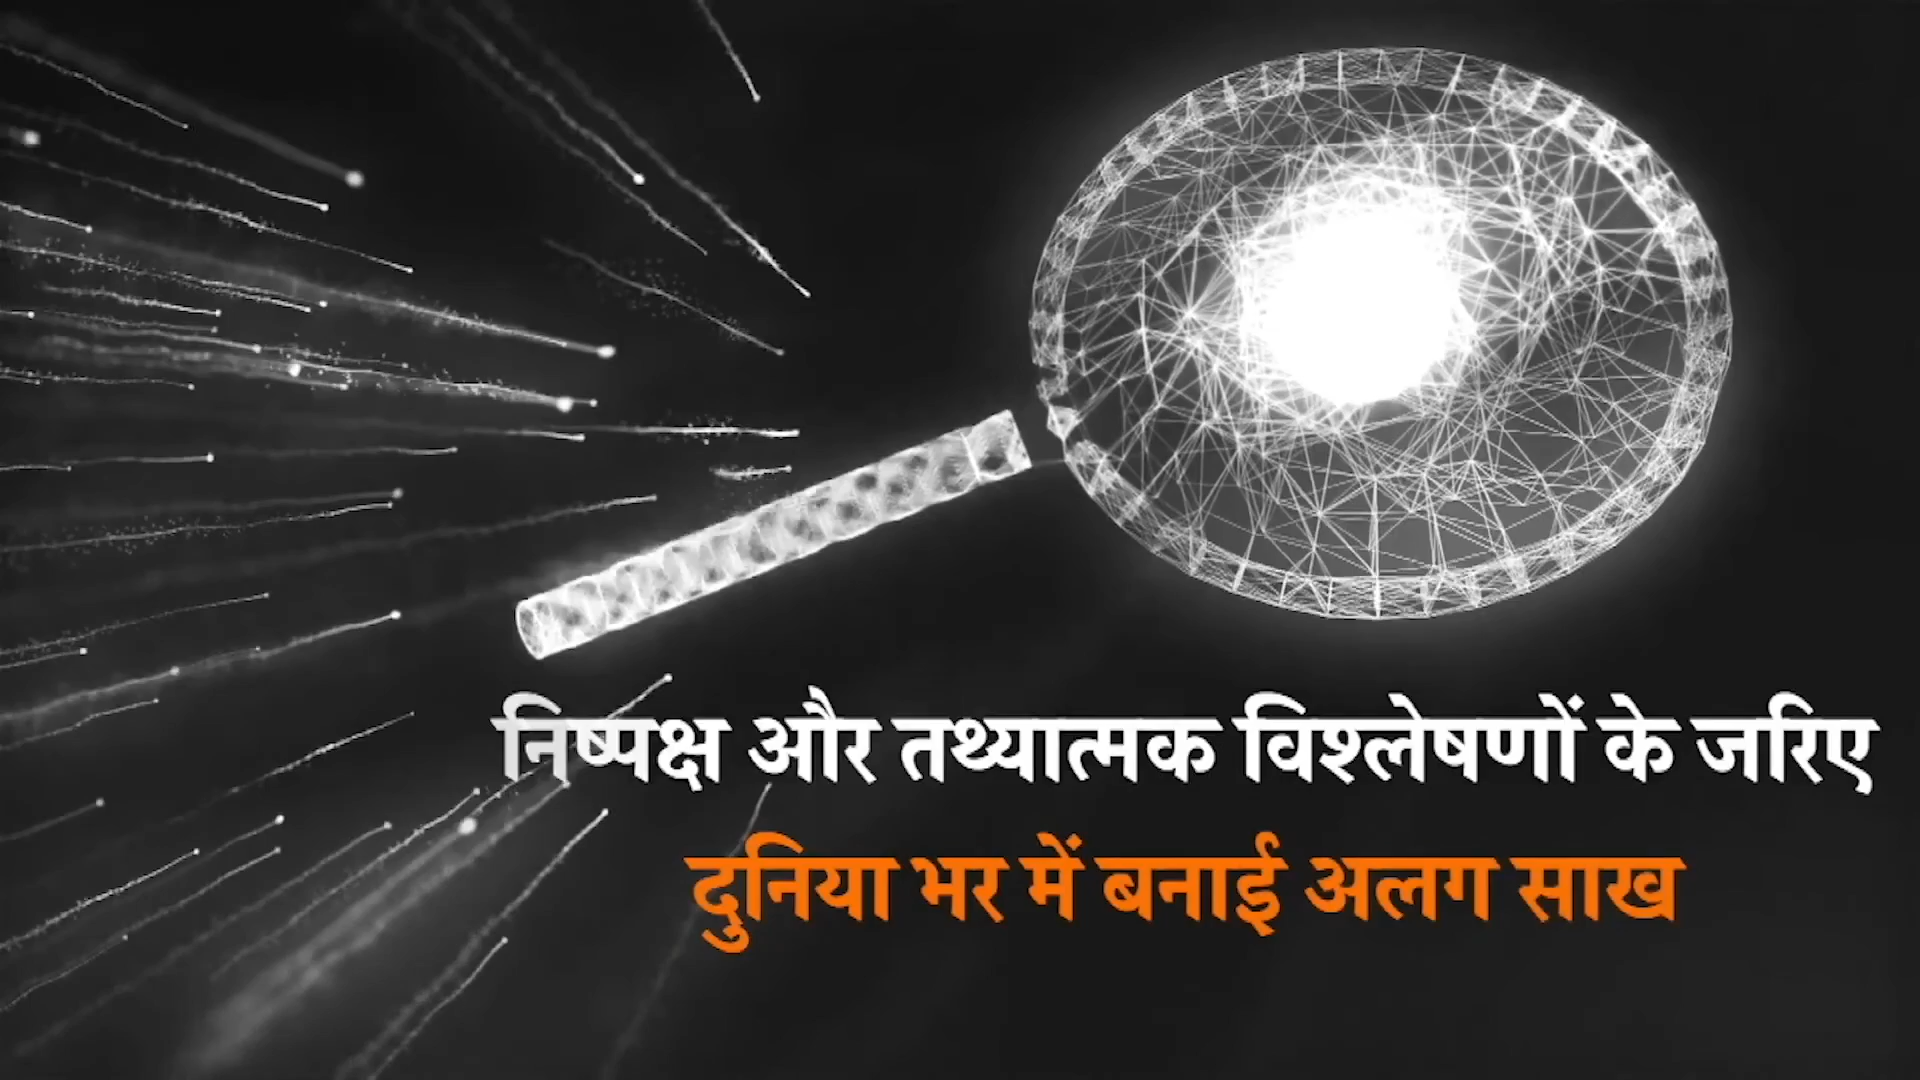 निष्पक्ष और तथ्यात्मक विश्लेषणों के जरिए
दुनिया भर में बनाई अलग साख